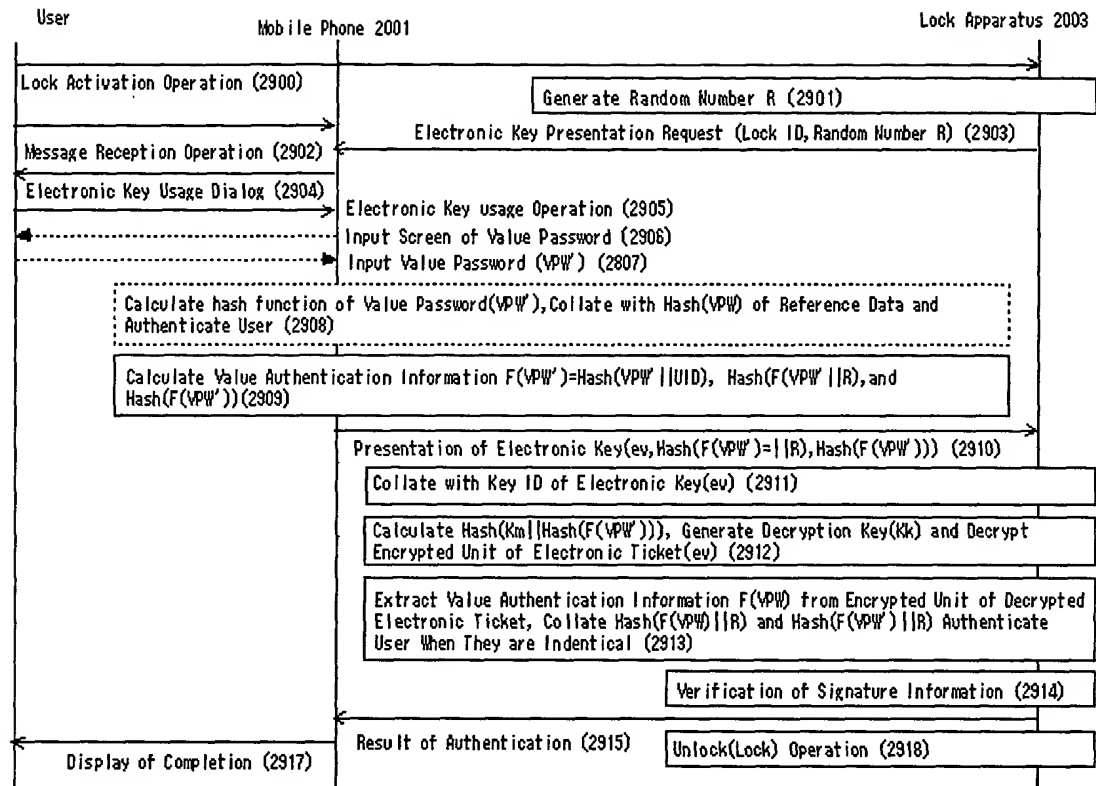 User
Mobile Phone 2001
Lock Apparatus 2003
Lock Activation Operation (2900)
Generate Random Number R (2901)
Electronic Key Presentation Request (Lock ID,Random Number R) (2903)
Message Reception Operation (2902)
Electronic Key Usage Dialog (2904)
Electronic Key usage Operation (2905)
Input Screen of Value Password (2906)
Input Value Password (VPW') (2807)
Calculate hash function of Value Password(VPW'),Collate with Hash(VPW) of Reference Data and
Authenticate User (2908)
Calculate Value Authentication Information F(VPW')=Hash(VPW'||UID), Hash(F(VPW'||R),and
Hash(F(VPW'))(2909)
Presentation of Electronic Key(ev,Hash(F(VPW')=||R),Hash(F(VPW'))) (2910)
Collate with Key ID of Electronic Key(ev) (2911)
Calculate Hash(Km||Hash(F(VPW'))), Generate Decryption Key(Kk) and Decrypt
Encrypted Unit of Electronic Ticket(ev) (2912)
Extract Value Authentication Information F(VPW) from Encrypted Unit of Decrypted
Electronic Ticket, Collate Hash(F(VPW)||R) and Hash(F(VPW')||R) Authenticate
User When They are Indentical (2913)
Verification of Signature Information (2914)
Result of Authentication (2915)
Unlock(Lock) Operation (2918)
Display of Completion (2917)